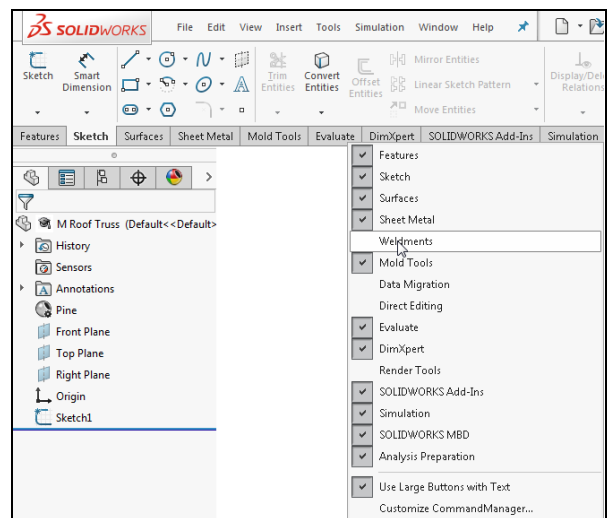 SOLIDWORKS File Edit View Insert Tools Simulation Window Help
Sketch Smart Dimension Trim Entities Convert Entities Offset Entities Mirror Entities Linear Sketch Pattern Move Entities Display/Del Relations
Features Sketch Surfaces Sheet Metal Mold Tools Evaluate DimXpert SOLIDWORKS Add-Ins Simulation
M Roof Truss (Default<<Default>
History
Sensors
Annotations
Pine
Front Plane
Top Plane
Right Plane
Origin
Sketch1
Features
Sketch
Surfaces
Sheet Metal
Weldments
Mold Tools
Data Migration
Direct Editing
Evaluate
DimXpert
Render Tools
SOLIDWORKS Add-Ins
Simulation
SOLIDWORKS MBD
Analysis Preparation
Use Large Buttons with Text
Customize CommandManager...